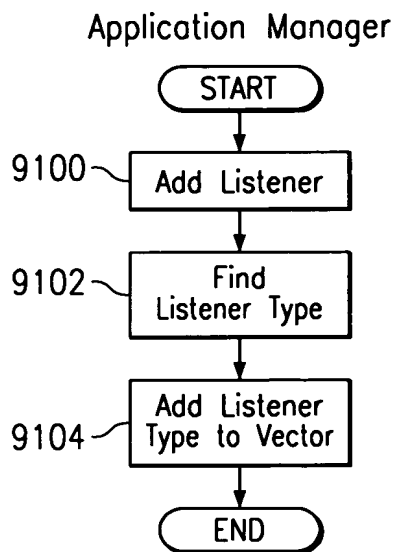 Application Manager
START
9100
Add Listener
9102
Find
Listener Type
9104
Add Listener
Type to Vector
END